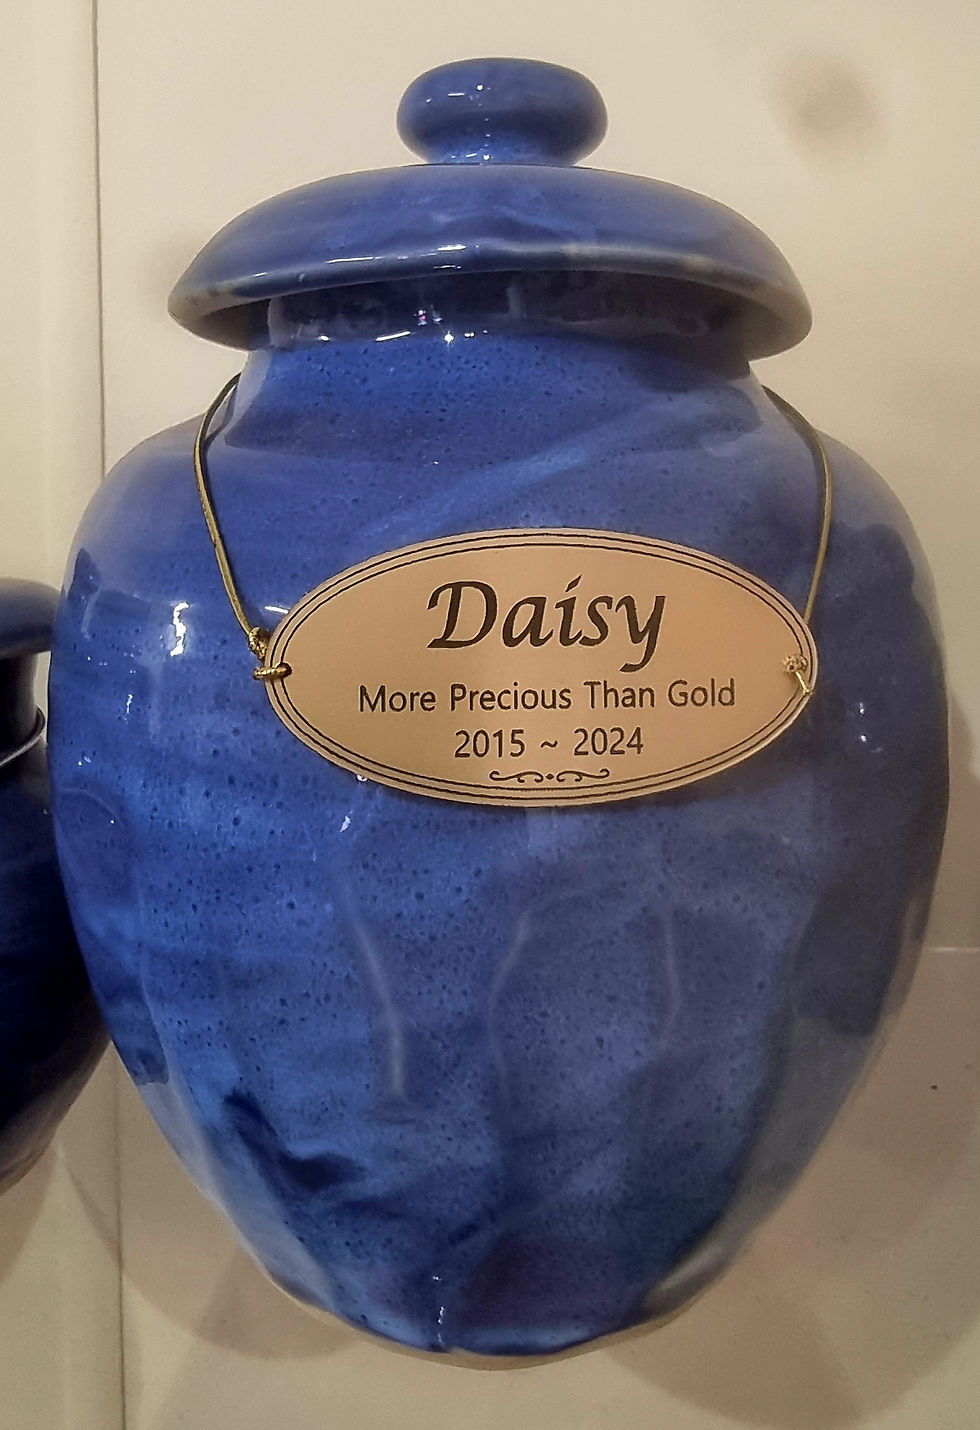 Daisy
More Precious Than Gold
2015 ~ 2024